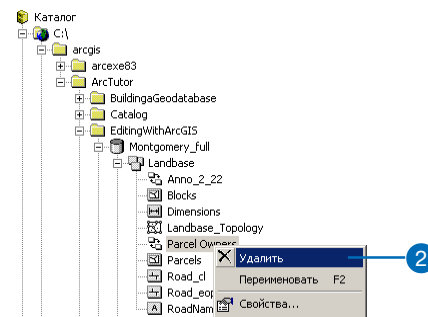 Каталог
C:\
arcgis
arcexe83
ArcTutor
BuildingaGeodatabase
Catalog
EditingWithArcGIS
Montgomery_full
Landbase
Anno_2_22
Blocks
Dimensions
Landbase_Topology
Parcel Owners
Parcels
Удалить 2
Road_cl
Переименовать F2
Road_eop
Свойства...
RoadNam